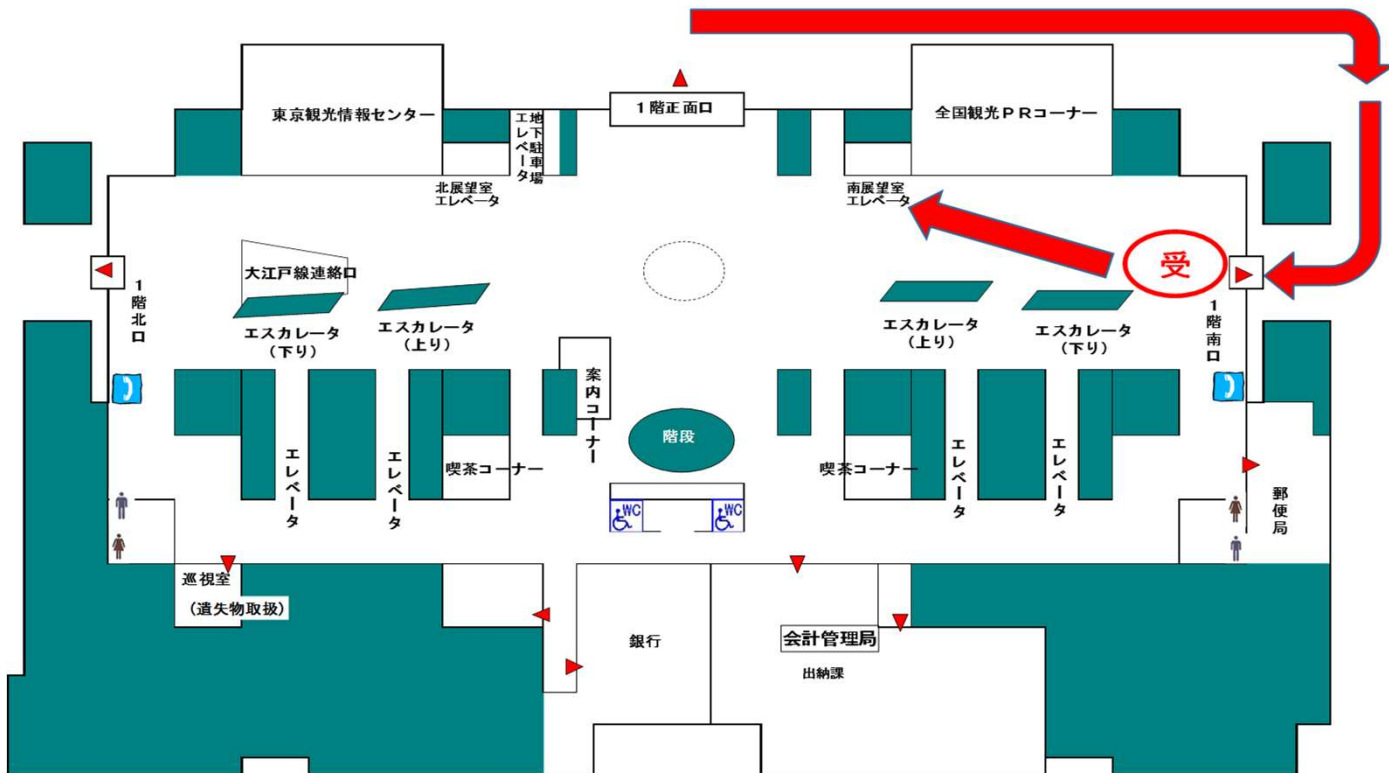 東京観光情報センター
地下駐車場
エレベータ
1階正面口
全国観光PRコーナー
北展望室
エレベータ
南展望室
エレベータ
受
大江戸線連絡口
1階北口
エスカレータ
(下り)
エスカレータ
(上り)
エスカレータ
(上り)
エスカレータ
(下り)
1階南口
案内コーナー
階段
エレベータ
エレベータ
喫茶コーナー
喫茶コーナー
エレベータ
エレベータ
WC
WC
郵便局
巡視室
(遺失物取扱)
銀行
会計管理局
出納課